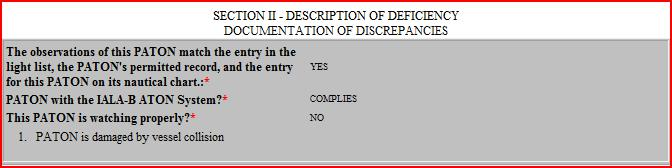 SECTION II - DESCRIPTION OF DEFICIENCY
DOCUMENTATION OF DISCREPANCIES
The observations of this PATON match the entry in the
light list, the PATON's permitted record, and the entry YES
for this PATON on its nautical chart.:*
PATON with the IALA-B ATON System?* COMPLIES
This PATON is watching properly?* NO
1. PATON is damaged by vessel collision